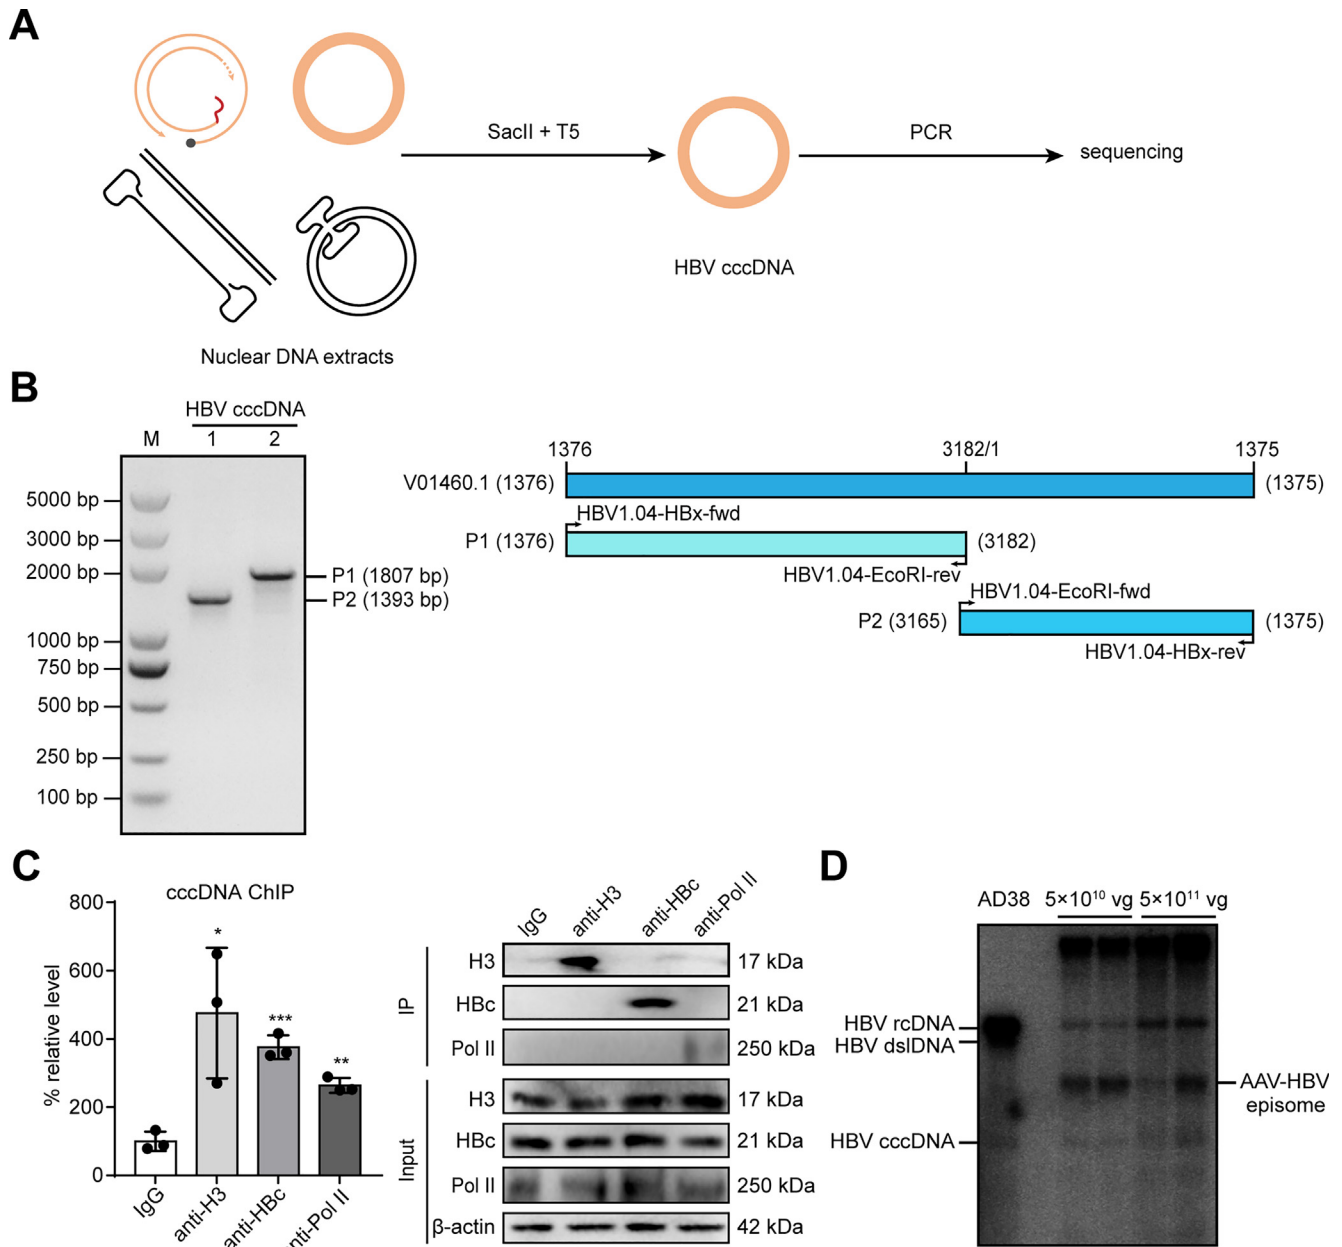 A
SacII + T5
PCR
sequencing
HBV cccDNA
Nuclear DNA extracts
B
HBV cccDNA
M 1 2
5000 bp
3000 bp
2000 bp
1000 bp
750 bp
500 bp
250 bp
100 bp
P1 (1807 bp)
P2 (1393 bp)
1376 3182/1 1375
V01460.1 (1376) (1375)
HBV1.04-HBx-fwd
P1 (1376) (3182)
HBV1.04-EcoRI-rev
HBV1.04-EcoRI-fwd
P2 (3165) (1375)
HBV1.04-HBx-rev
C
cccDNA ChIP
% relative level
800
600
400
200
0
*
***
**
IgG
anti-H3
anti-HBc
anti-Pol II
IgG
anti-H3
anti-HBc
anti-Pol II
IP
H3 17 kDa
HBc 21 kDa
Pol II 250 kDa
Input
H3 17 kDa
HBc 21 kDa
Pol II 250 kDa
β-actin 42 kDa
D
AD38 5×10¹⁰ vg 5×10¹¹ vg
HBV rcDNA
HBV dslDNA
HBV cccDNA
AAV-HBV
episome